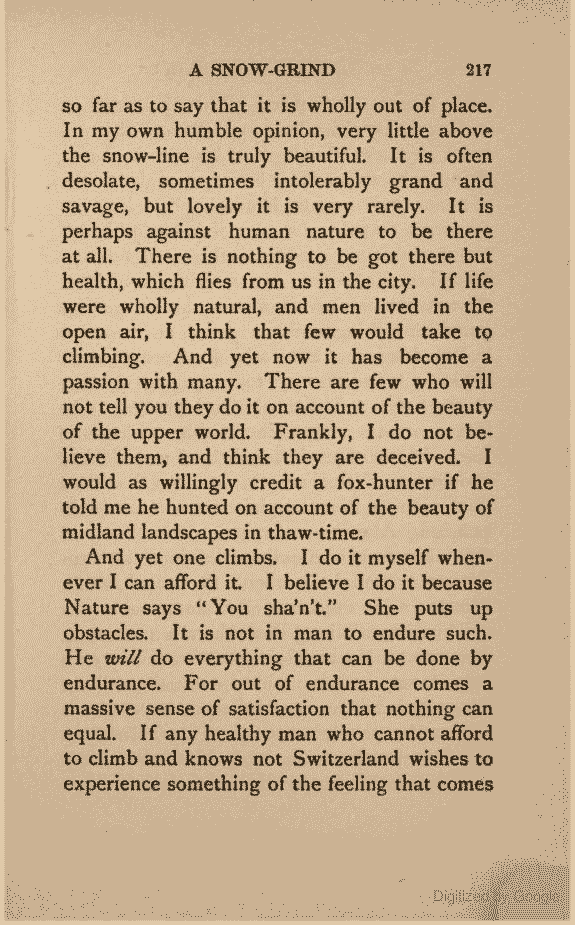 A SNOW-GRIND 217
so far as to say that it is wholly out of place.
In my own humble opinion, very little above
the snow-line is truly beautiful. It is often
desolate, sometimes intolerably grand and
savage, but lovely it is very rarely. It is
perhaps against human nature to be there
at all. There is nothing to be got there but
health, which flies from us in the city. If life
were wholly natural, and men lived in the
open air, I think that few would take to
climbing. And yet now it has become a
passion with many. There are few who will
not tell you they do it on account of the beauty
of the upper world. Frankly, I do not be-
lieve them, and think they are deceived. I
would as willingly credit a fox-hunter if he
told me he hunted on account of the beauty of
midland landscapes in thaw-time.
And yet one climbs. I do it myself when-
ever I can afford it. I believe I do it because
Nature says "You sha'n't." She puts up
obstacles. It is not in man to endure such.
He will do everything that can be done by
endurance. For out of endurance comes a
massive sense of satisfaction that nothing can
equal. If any healthy man who cannot afford
to climb and knows not Switzerland wishes to
experience something of the feeling that comes
Digitized by Google